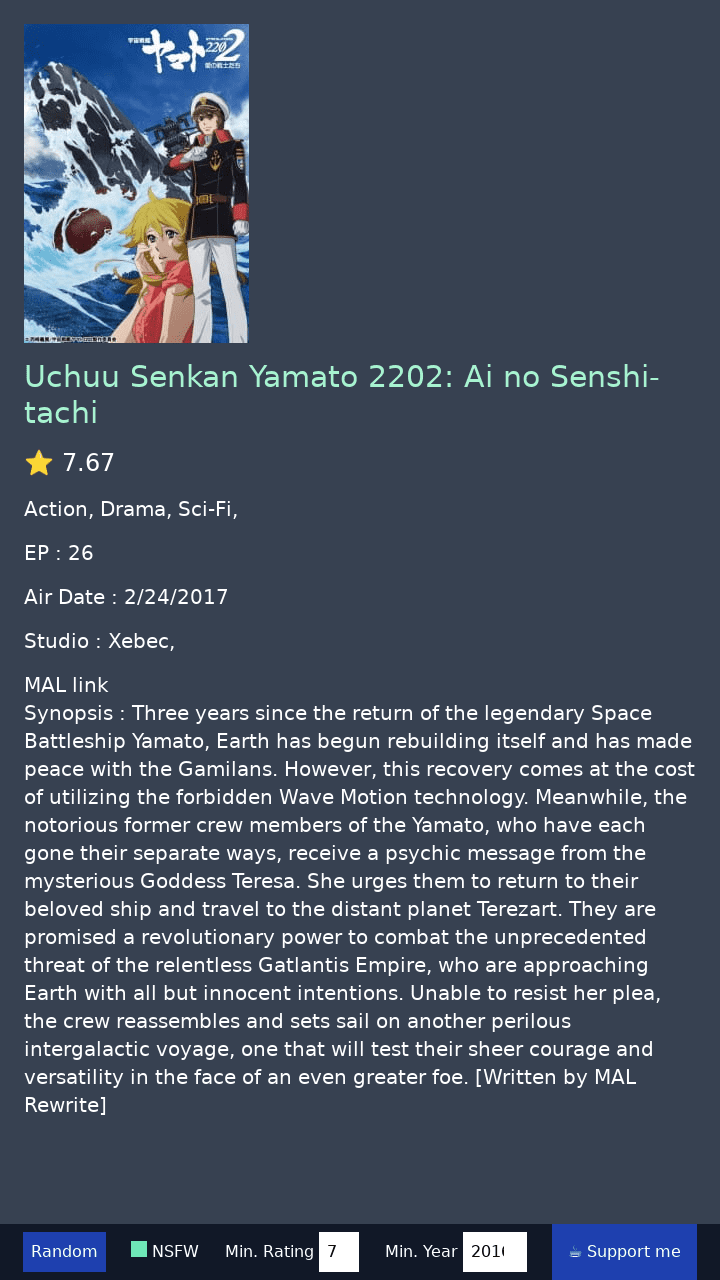 宇宙戦艦
ヤマト
2202
愛の戦士たち
Uchuu Senkan Yamato 2202: Ai no Senshi-
tachi
7.67
Action, Drama, Sci-Fi,
EP : 26
Air Date : 2/24/2017
Studio : Xebec,
MAL link
Synopsis : Three years since the return of the legendary Space
Battleship Yamato, Earth has begun rebuilding itself and has made
peace with the Gamilans. However, this recovery comes at the cost
of utilizing the forbidden Wave Motion technology. Meanwhile, the
notorious former crew members of the Yamato, who have each
gone their separate ways, receive a psychic message from the
mysterious Goddess Teresa. She urges them to return to their
beloved ship and travel to the distant planet Terezart. They are
promised a revolutionary power to combat the unprecedented
threat of the relentless Gatlantis Empire, who are approaching
Earth with all but innocent intentions. Unable to resist her plea,
the crew reassembles and sets sail on another perilous
intergalactic voyage, one that will test their sheer courage and
versatility in the face of an even greater foe. [Written by MAL
Rewrite]
Random NSFW Min. Rating 7 Min. Year 2016 Support me